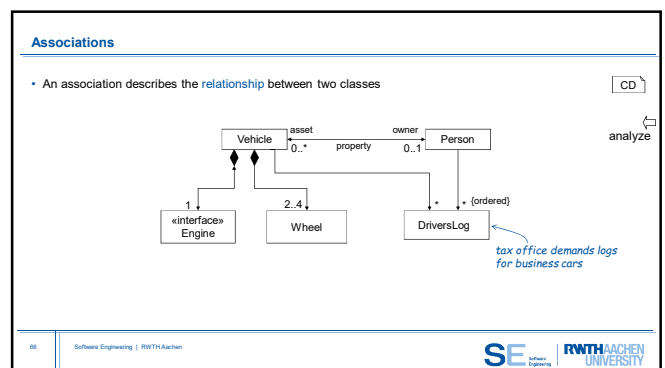 Associations
• An association describes the relationship between two classes
CD
analyze
asset
owner
Vehicle
Person
0..*
property
0..1
1
2..4
*
* {ordered}
«interface»
Engine
Wheel
DriversLog
tax office demands logs
for business cars
66
Software Engineering | RWTH Aachen
SE Software Engineering
RWTH AACHEN
UNIVERSITY